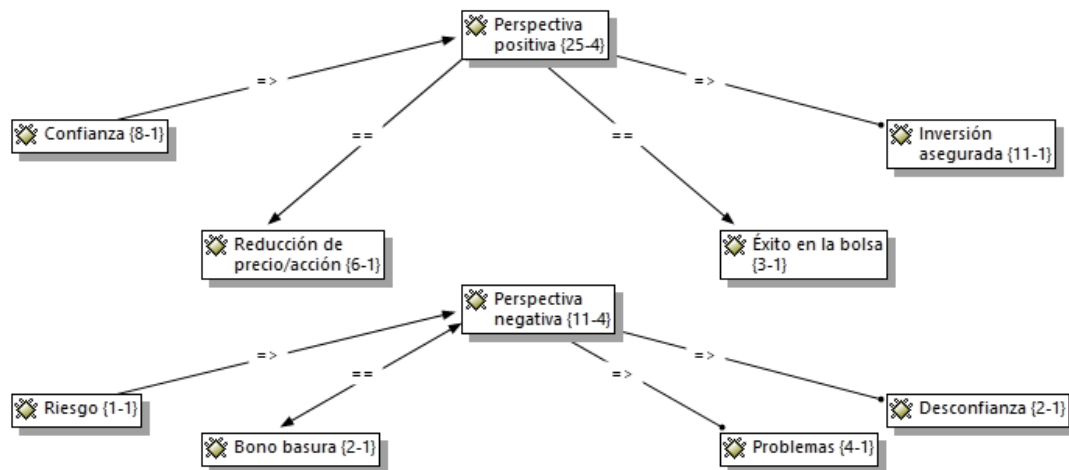 Perspectiva
positiva {25-4}
=>
=>
Confianza {8-1}
==
==
Inversión
asegurada {11-1}
Reducción de
precio/acción {6-1}
Éxito en la bolsa
{3-1}
Perspectiva
negativa {11-4}
=>
=>
==
=>
Riesgo {1-1}
Desconfianza {2-1}
Bono basura {2-1}
Problemas {4-1}